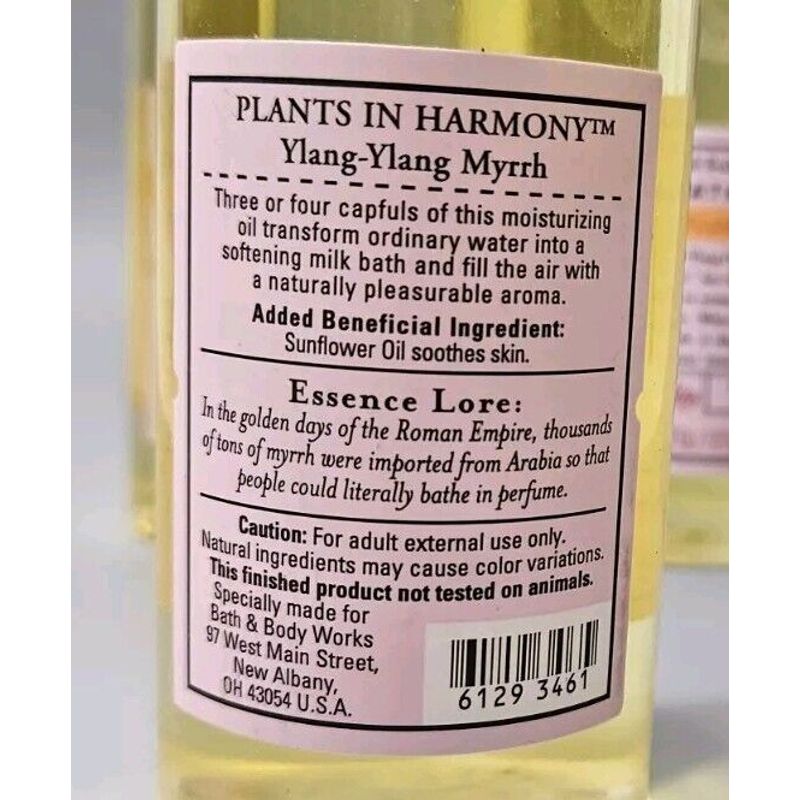 PLANTS IN HARMONY™
Ylang-Ylang Myrrh
Three or four capfuls of this moisturizing
oil transform ordinary water into a
softening milk bath and fill the air with
a naturally pleasurable aroma.
Added Beneficial Ingredient:
Sunflower Oil soothes skin.
Essence Lore:
In the golden days of the Roman Empire, thousands
of tons of myrrh were imported from Arabia so that
people could literally bathe in perfume.
Caution: For adult external use only.
Natural ingredients may cause color variations.
This finished product not tested on animals.
Specially made for
Bath & Body Works
97 West Main Street,
New Albany,
OH 43054 U.S.A.
6129 3461